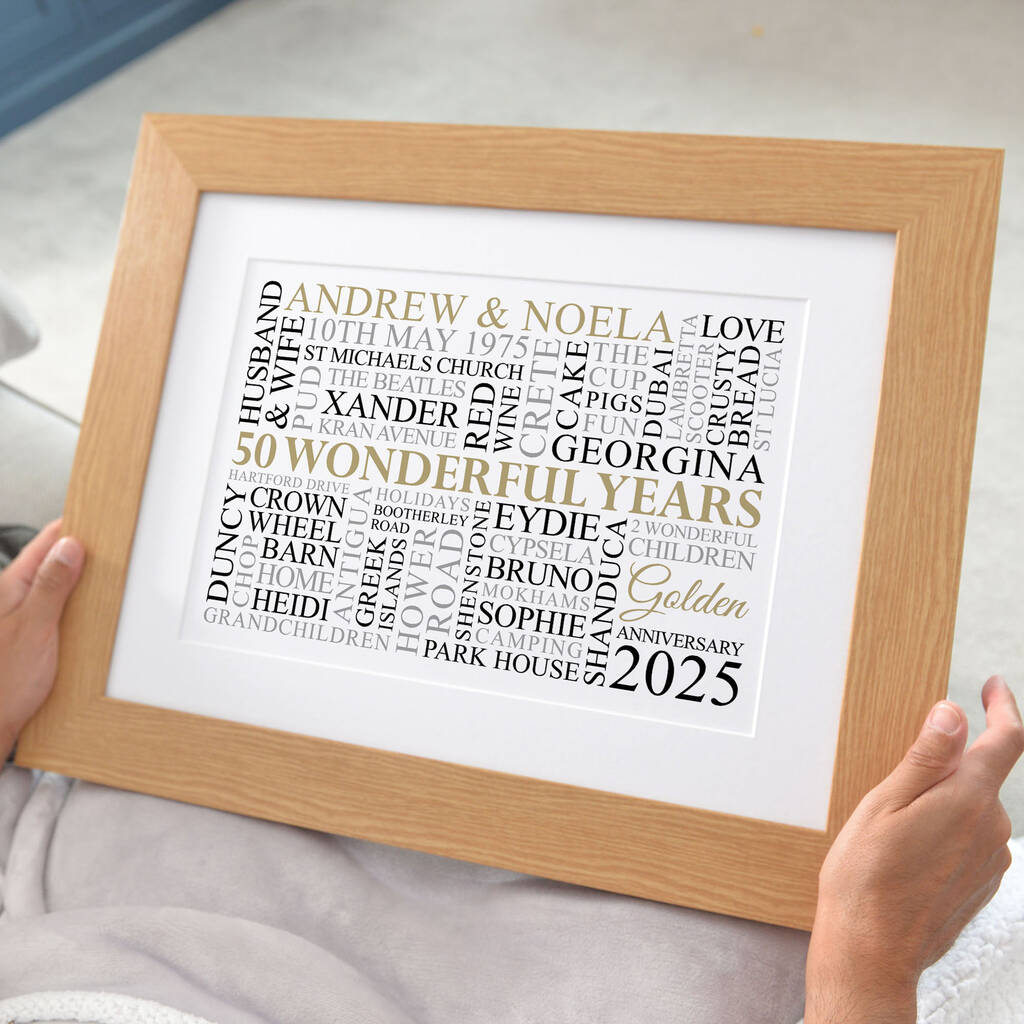 HUSBAND
& WIFE
ANDREW & NOELA
10TH MAY 1975
ST MICHAELS CHURCH
PUD
THE BEATLES
XANDER
KRAN AVENUE
RED
WINE
CRETE
CAKE
THE
CUP
PIGS
FUN
DUBAI
LAMBRETTA
SCOOTER
LOVE
CRUSTY
BREAD
ST LUCIA
GEORGINA
50 WONDERFUL YEARS
HARTFORD DRIVE
DUNCY
CROWN
WHEEL
BARN
CHOP
HOME
HEIDI
GRANDCHILDREN
ANTIGUA
HOLIDAYS
BOOTHERLEY
ROAD
GREEK
ISLANDS
HOWER
ROAD
SHENSTONE
EYDIE
CYPSELA
BRUNO
MOKHAMS
SOPHIE
CAMPING
PARK HOUSE
SHANDUCA
2 WONDERFUL
CHILDREN
Golden
ANNIVERSARY
2025